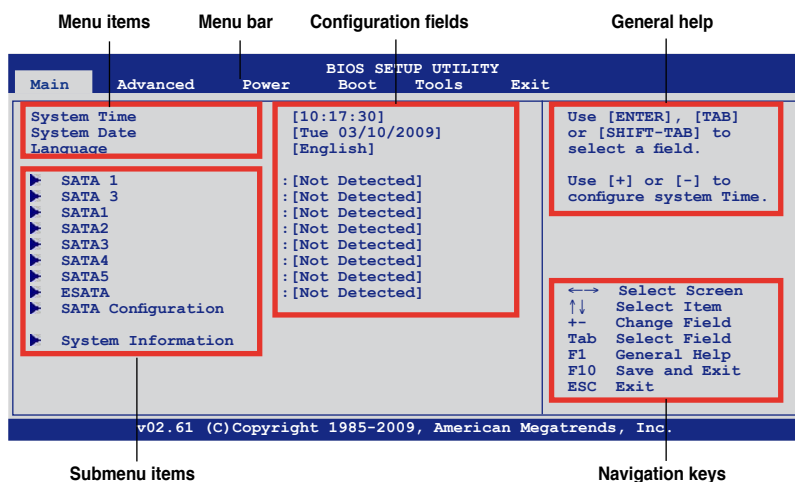 Menu items Menu bar Configuration fields General help
BIOS SETUP UTILITY
Main Advanced Power Boot Tools Exit
System Time [10:17:30]
System Date [Tue 03/10/2009]
Language [English]
SATA 1 :[Not Detected]
SATA 3 :[Not Detected]
SATA1 :[Not Detected]
SATA2 :[Not Detected]
SATA3 :[Not Detected]
SATA4 :[Not Detected]
SATA5 :[Not Detected]
ESATA :[Not Detected]
SATA Configuration
System Information
Use [ENTER], [TAB]
or [SHIFT-TAB] to
select a field.
Use [+] or [-] to
configure system Time.
←→ Select Screen
↑↓ Select Item
+- Change Field
Tab Select Field
F1 General Help
F10 Save and Exit
ESC Exit
v02.61 (C)Copyright 1985-2009, American Megatrends, Inc.
Submenu items Navigation keys